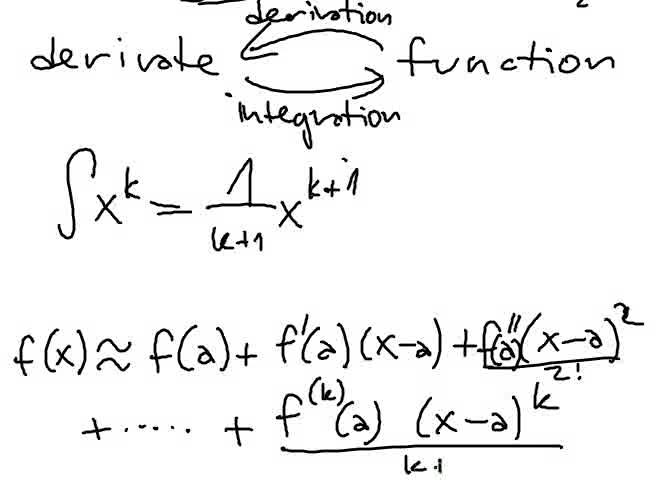 derivation
derivate function
integration
∫x^k = 1/(k+1) x^(k+1)
f(x) ≈ f(a) + f'(a)(x-a) + f''(a)(x-a)^2/2!
+ ..... + f^(k)(a) (x-a)^k/k!